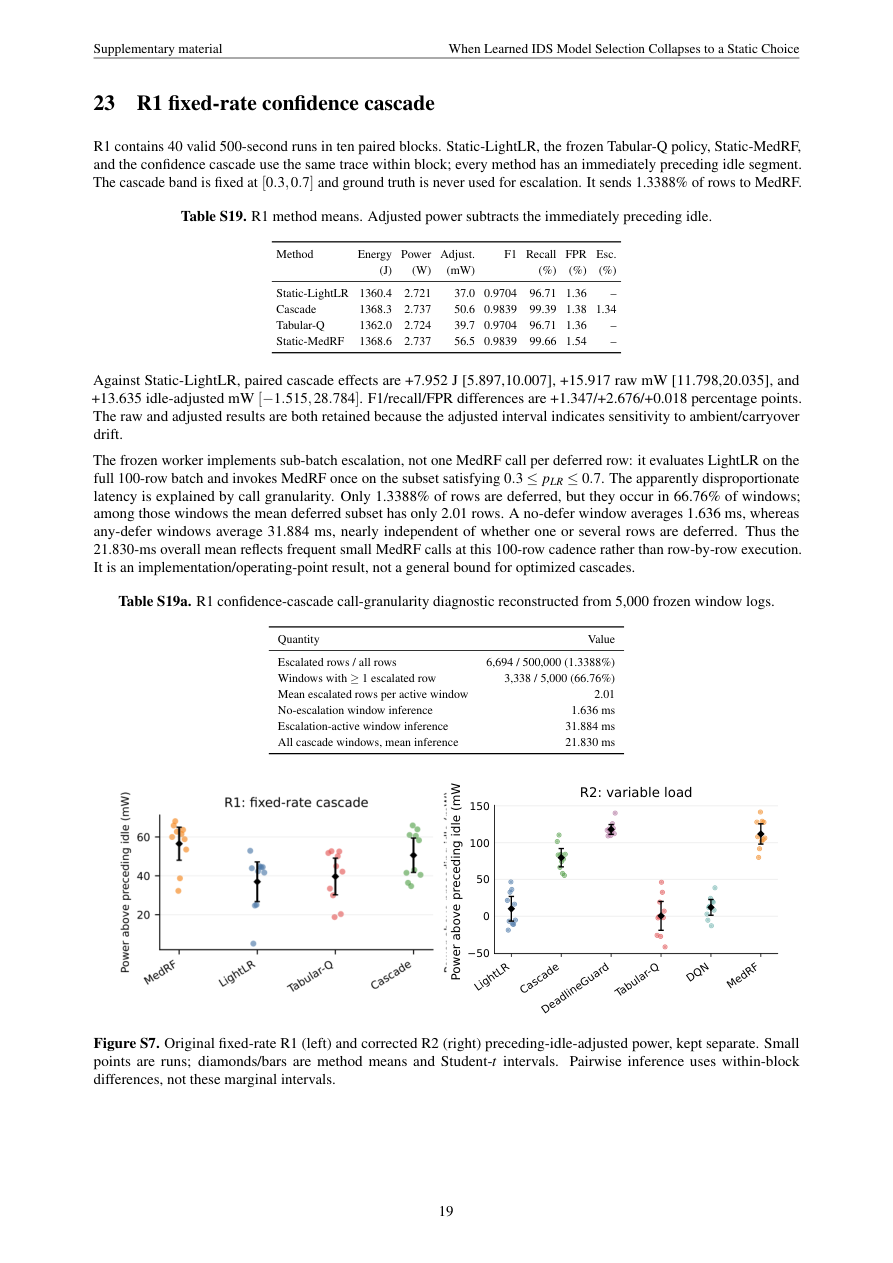 Supplementary material When Learned IDS Model Selection Collapses to a Static Choice
23 R1 fixed-rate confidence cascade
R1 contains 40 valid 500-second runs in ten paired blocks. Static-LightLR, the frozen Tabular-Q policy, Static-MedRF,
and the confidence cascade use the same trace within block; every method has an immediately preceding idle segment.
The cascade band is fixed at [0.3,0.7] and ground truth is never used for escalation. It sends 1.3388% of rows to MedRF.
Table S19. R1 method means. Adjusted power subtracts the immediately preceding idle.
Method Energy Power Adjust. F1 Recall FPR Esc.
(J) (W) (mW) (%) (%) (%)
Static-LightLR 1360.4 2.721 37.0 0.9704 96.71 1.36 –
Cascade 1368.3 2.737 50.6 0.9839 99.39 1.38 1.34
Tabular-Q 1362.0 2.724 39.7 0.9704 96.71 1.36 –
Static-MedRF 1368.6 2.737 56.5 0.9839 99.66 1.54 –
Against Static-LightLR, paired cascade effects are +7.952 J [5.897,10.007], +15.917 raw mW [11.798,20.035], and
+13.635 idle-adjusted mW [−1.515,28.784]. F1/recall/FPR differences are +1.347/+2.676/+0.018 percentage points.
The raw and adjusted results are both retained because the adjusted interval indicates sensitivity to ambient/carryover
drift.
The frozen worker implements sub-batch escalation, not one MedRF call per deferred row: it evaluates LightLR on the
full 100-row batch and invokes MedRF once on the subset satisfying 0.3 ≤ pLR ≤ 0.7. The apparently disproportionate
latency is explained by call granularity. Only 1.3388% of rows are deferred, but they occur in 66.76% of windows;
among those windows the mean deferred subset has only 2.01 rows. A no-defer window averages 1.636 ms, whereas
any-defer windows average 31.884 ms, nearly independent of whether one or several rows are deferred. Thus the
21.830-ms overall mean reflects frequent small MedRF calls at this 100-row cadence rather than row-by-row execution.
It is an implementation/operating-point result, not a general bound for optimized cascades.
Table S19a. R1 confidence-cascade call-granularity diagnostic reconstructed from 5,000 frozen window logs.
Quantity Value
Escalated rows / all rows 6,694 / 500,000 (1.3388%)
Windows with ≥ 1 escalated row 3,338 / 5,000 (66.76%)
Mean escalated rows per active window 2.01
No-escalation window inference 1.636 ms
Escalation-active window inference 31.884 ms
All cascade windows, mean inference 21.830 ms
R1: fixed-rate cascade
Power above preceding idle (mW)
60
40
20
MedRF
LightLR
Tabular-Q
Cascade
R2: variable load
Power above preceding idle (mW
150
100
50
0
−50
LightLR
Cascade
DeadlineGuard
Tabular-Q
DQN
MedRF
Figure S7. Original fixed-rate R1 (left) and corrected R2 (right) preceding-idle-adjusted power, kept separate. Small
points are runs; diamonds/bars are method means and Student-t intervals. Pairwise inference uses within-block
differences, not these marginal intervals.
19